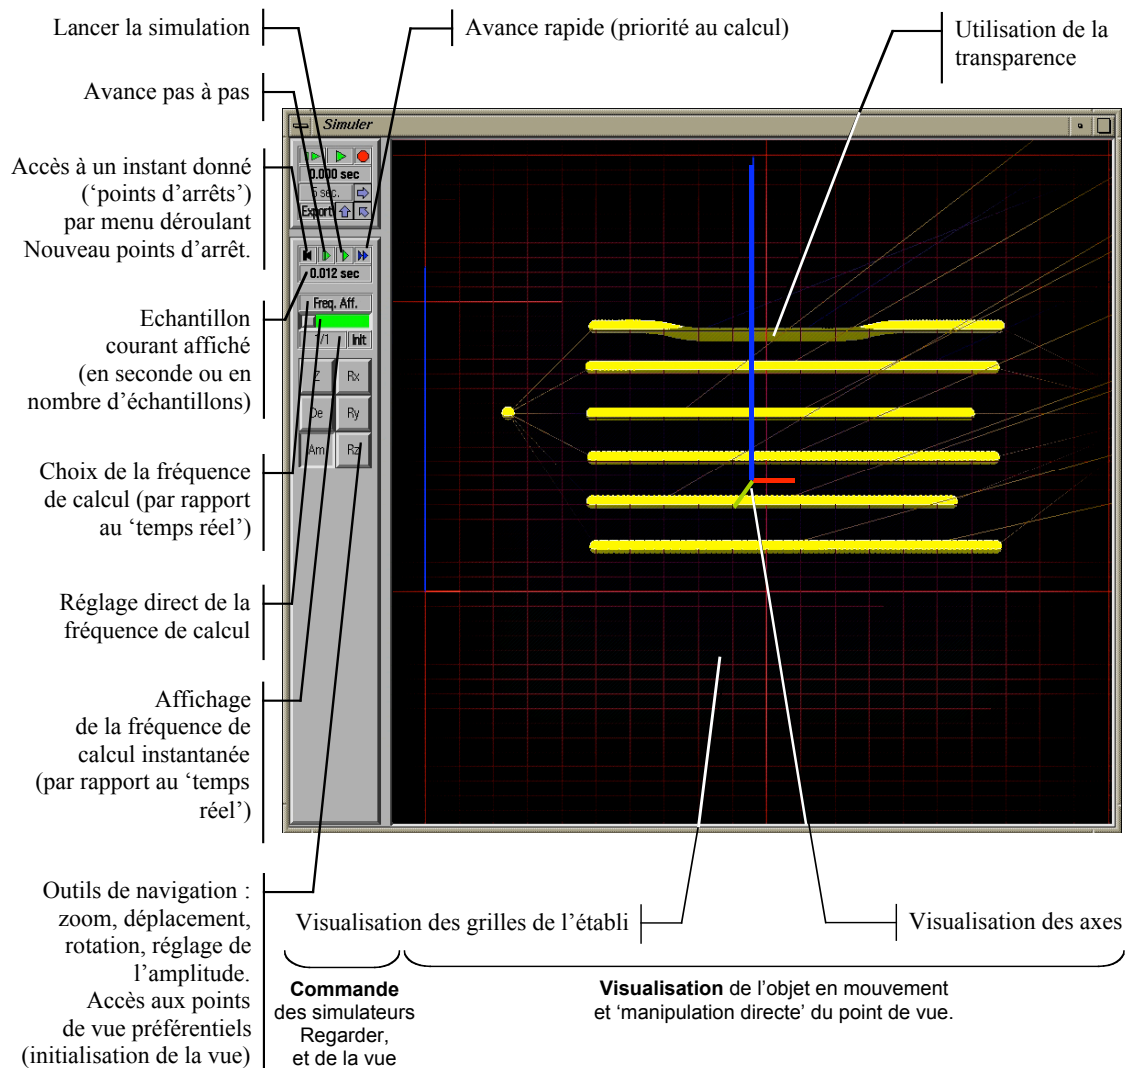 Lancer la simulation
Avance rapide (priorité au calcul)
Utilisation de la
transparence
Avance pas à pas
Accès à un instant donné
(‘points d’arrêts’)
par menu déroulant
Nouveau points d’arrêt.
Echantillon
courant affiché
(en seconde ou en
nombre d’échantillons)
Choix de la fréquence
de calcul (par rapport
au ‘temps réel’)
Réglage direct de la
fréquence de calcul
Affichage
de la fréquence de
calcul instantanée
(par rapport au ‘temps
réel’)
Outils de navigation :
zoom, déplacement,
rotation, réglage de
l’amplitude.
Accès aux points
de vue préférentiels
(initialisation de la vue)
Simuler
0.000 sec
5 sec.
Export
0.012 sec
Freq. Aff.
1/1 Init
Z Rx
De Ry
Am Rz
Visualisation des grilles de l’établi
Visualisation des axes
Commande
des simulateurs
Regarder,
et de la vue
Visualisation de l’objet en mouvement
et ‘manipulation directe’ du point de vue.